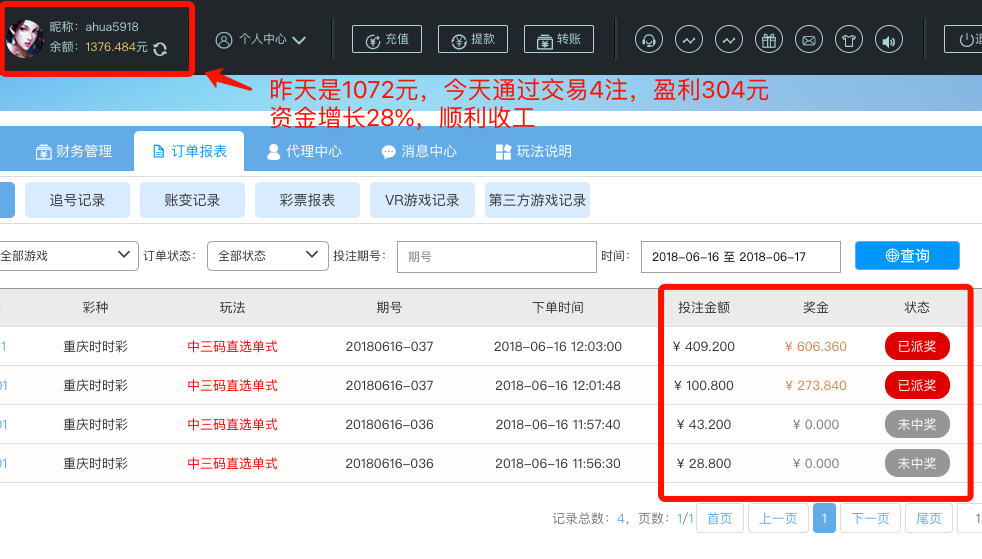 昵称：ahua5918
余额：1376.484元
个人中心
充值
提款
转账
昨天是1072元，今天通过交易4注，盈利304元
资金增长28%，顺利收工
财务管理
订单报表
代理中心
消息中心
玩法说明
追号记录
账变记录
彩票报表
VR游戏记录
第三方游戏记录
全部游戏
订单状态：
全部状态
投注期号：
期号
时间：
2018-06-16 至 2018-06-17
查询
彩种 玩法 期号 下单时间 投注金额 奖金 状态
1 重庆时时彩 中三码直选单式 20180616-037 2018-06-16 12:03:00 ¥ 409.200 ¥ 606.360 已派奖
01 重庆时时彩 中三码直选单式 20180616-037 2018-06-16 12:01:48 ¥ 100.800 ¥ 273.840 已派奖
01 重庆时时彩 中三码直选单式 20180616-036 2018-06-16 11:57:40 ¥ 43.200 ¥ 0.000 未中奖
01 重庆时时彩 中三码直选单式 20180616-036 2018-06-16 11:56:30 ¥ 28.800 ¥ 0.000 未中奖
记录总数：4，页数：1/1 首页 上一页 1 下一页 尾页 1